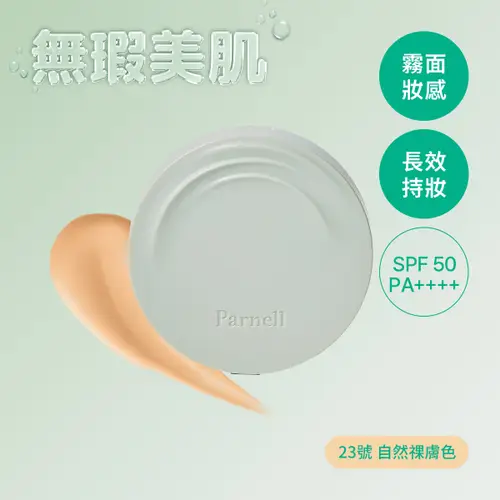 無瑕美肌
霧面
妝感
長效
持妝
SPF 50
PA++++
Parnell
23號 自然裸膚色